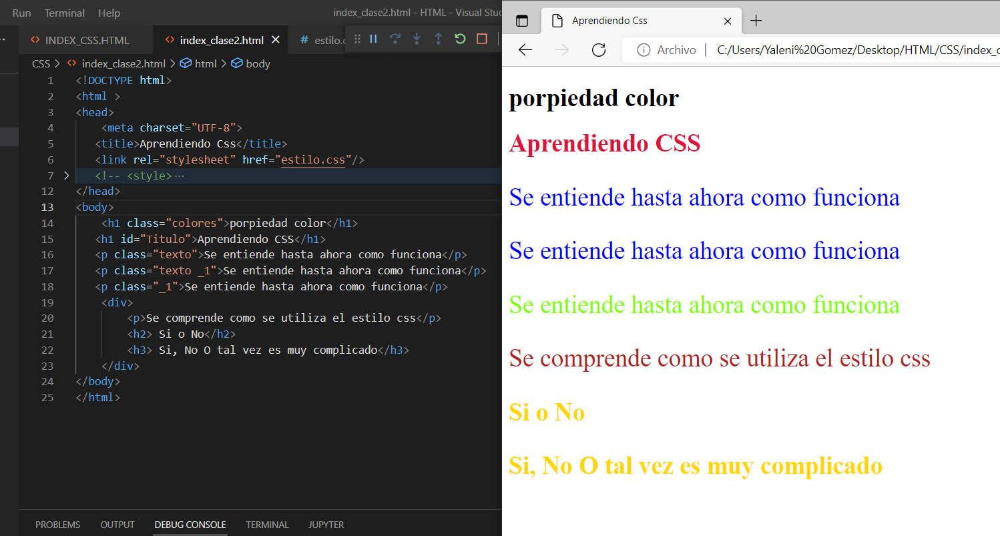 Run Terminal Help index_clase2.html - HTML - Visual Stud
INDEX_CSS.HTML index_clase2.html # estilo.c
CSS > index_clase2.html > html > body
1 <!DOCTYPE html>
2 <html >
3 <head>
4 <meta charset="UTF-8">
5 <title>Aprendiendo Css</title>
6 <link rel="stylesheet" href="estilo.css"/>
7 <!-- <style>···
12 </head>
13 <body>
14 <h1 class="colores">porpiedad color</h1>
15 <h1 id="Titulo">Aprendiendo CSS</h1>
16 <p class="texto">Se entiende hasta ahora como funciona</p>
17 <p class="texto _1">Se entiende hasta ahora como funciona</p>
18 <p class="_1">Se entiende hasta ahora como funciona</p>
19 <div>
20 <p>Se comprende como se utiliza el estilo css</p>
21 <h2> Si o No</h2>
22 <h3> Si, No O tal vez es muy complicado</h3>
23 </div>
24 </body>
25 </html>
PROBLEMS OUTPUT DEBUG CONSOLE TERMINAL JUPYTER
Aprendiendo Css
Archivo | C:/Users/Yaleni%20Gomez/Desktop/HTML/CSS/index_c
porpiedad color
Aprendiendo CSS
Se entiende hasta ahora como funciona
Se entiende hasta ahora como funciona
Se entiende hasta ahora como funciona
Se comprende como se utiliza el estilo css
Si o No
Si, No O tal vez es muy complicado